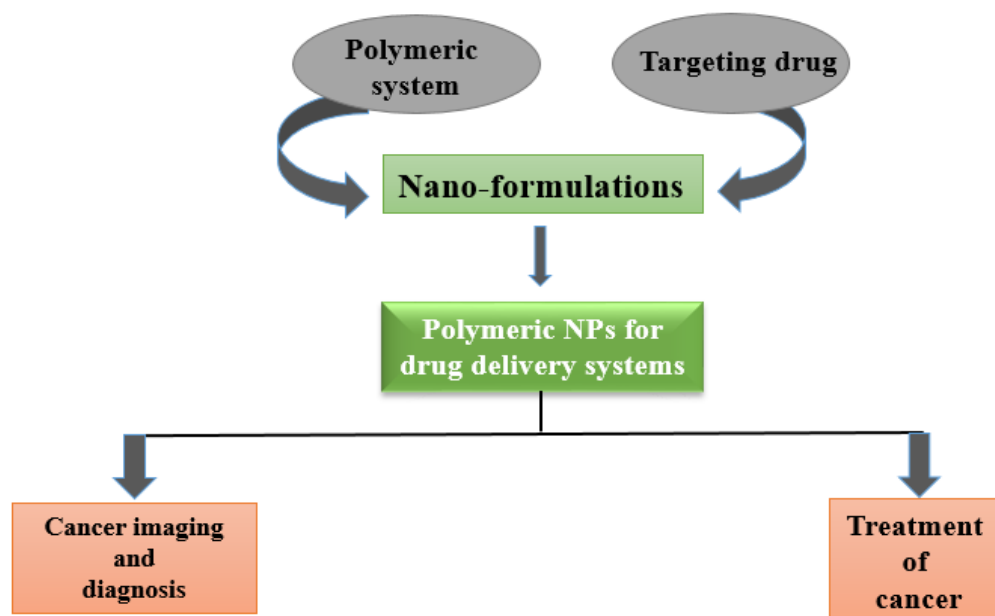 Polymeric
system
Targeting drug
Nano-formulations
Polymeric NPs for
drug delivery systems
Cancer imaging
and
diagnosis
Treatment
of
cancer